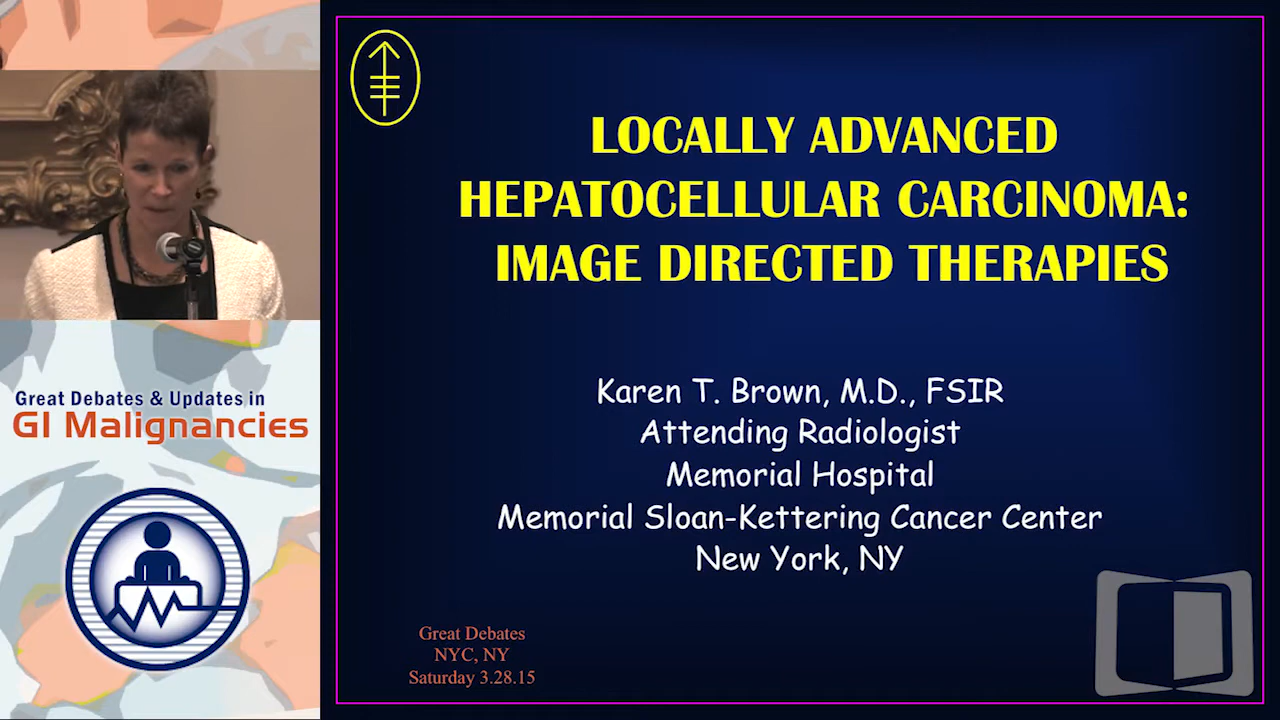 LOCALLY ADVANCED
HEPATOCELLULAR CARCINOMA:
IMAGE DIRECTED THERAPIES
Karen T. Brown, M.D., FSIR
Attending Radiologist
Memorial Hospital
Memorial Sloan-Kettering Cancer Center
New York, NY
Great Debates
NYC, NY
Saturday 3.28.15
Great Debates & Updates in
GI Malignancies